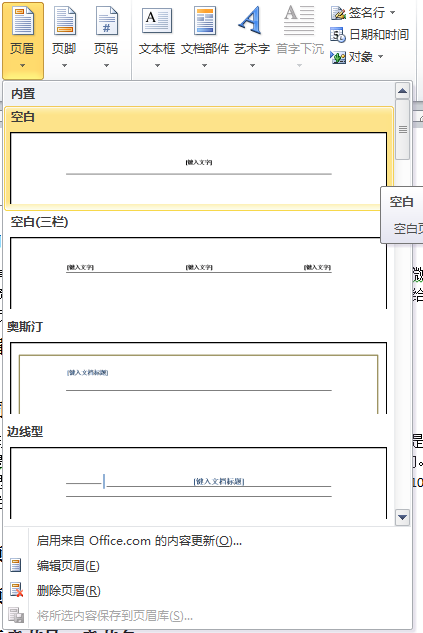 页眉 页脚 页码 文本框 文档部件 艺术字 首字下沉
签名行
日期和时间
对象
内置
空白
[键入文字]
空白
空白页
空白(三栏)
[键入文字] [键入文字] [键入文字]
微
给
奥斯汀
[键入文档标题]
边线型
是
[键入文档标题]
10
启用来自 Office.com 的内容更新(O)...
编辑页眉(E)
删除页眉(R)
将所选内容保存到页眉库(S)...